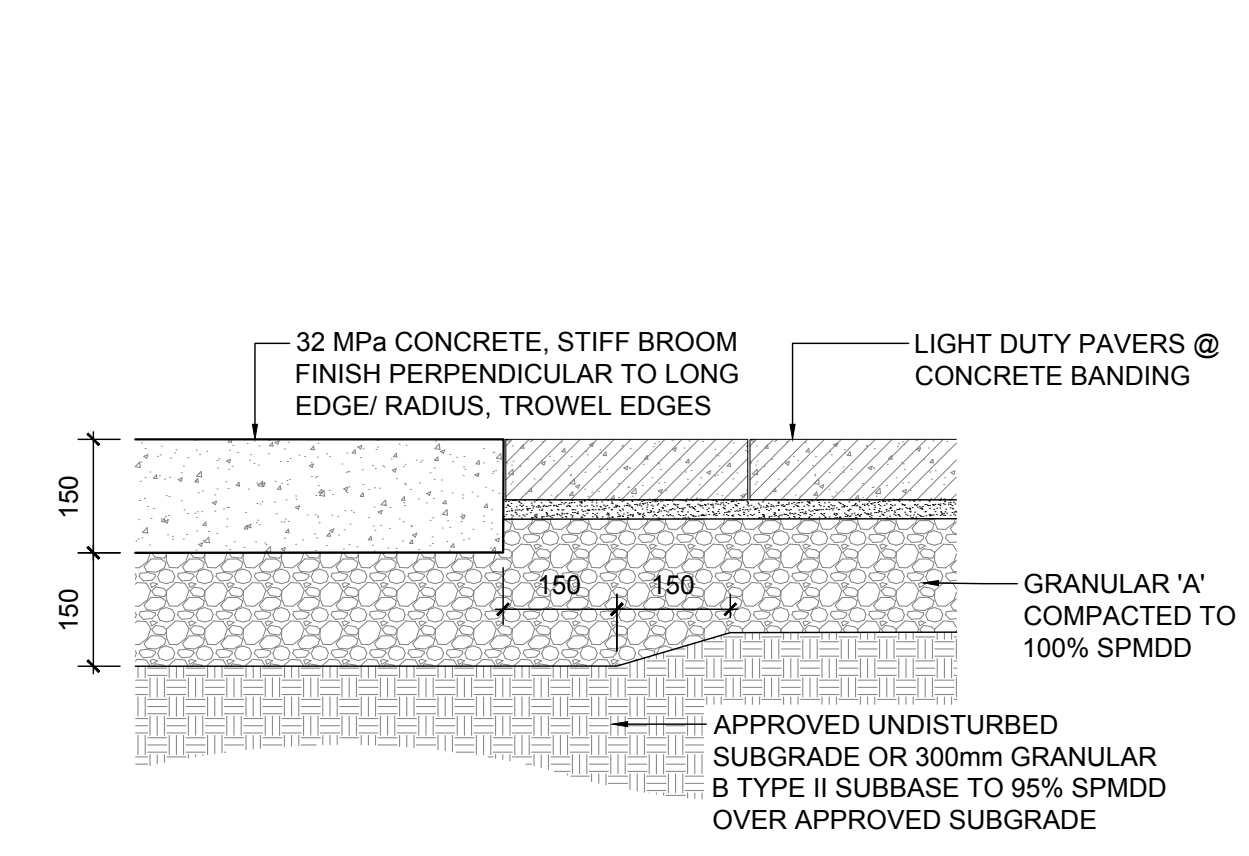 32 MPa CONCRETE, STIFF BROOM
FINISH PERPENDICULAR TO LONG
EDGE/ RADIUS, TROWEL EDGES
LIGHT DUTY PAVERS @
CONCRETE BANDING
150
150
150
150
GRANULAR 'A'
COMPACTED TO
100% SPMDD
APPROVED UNDISTURBED
SUBGRADE OR 300mm GRANULAR
B TYPE II SUBBASE TO 95% SPMDD
OVER APPROVED SUBGRADE